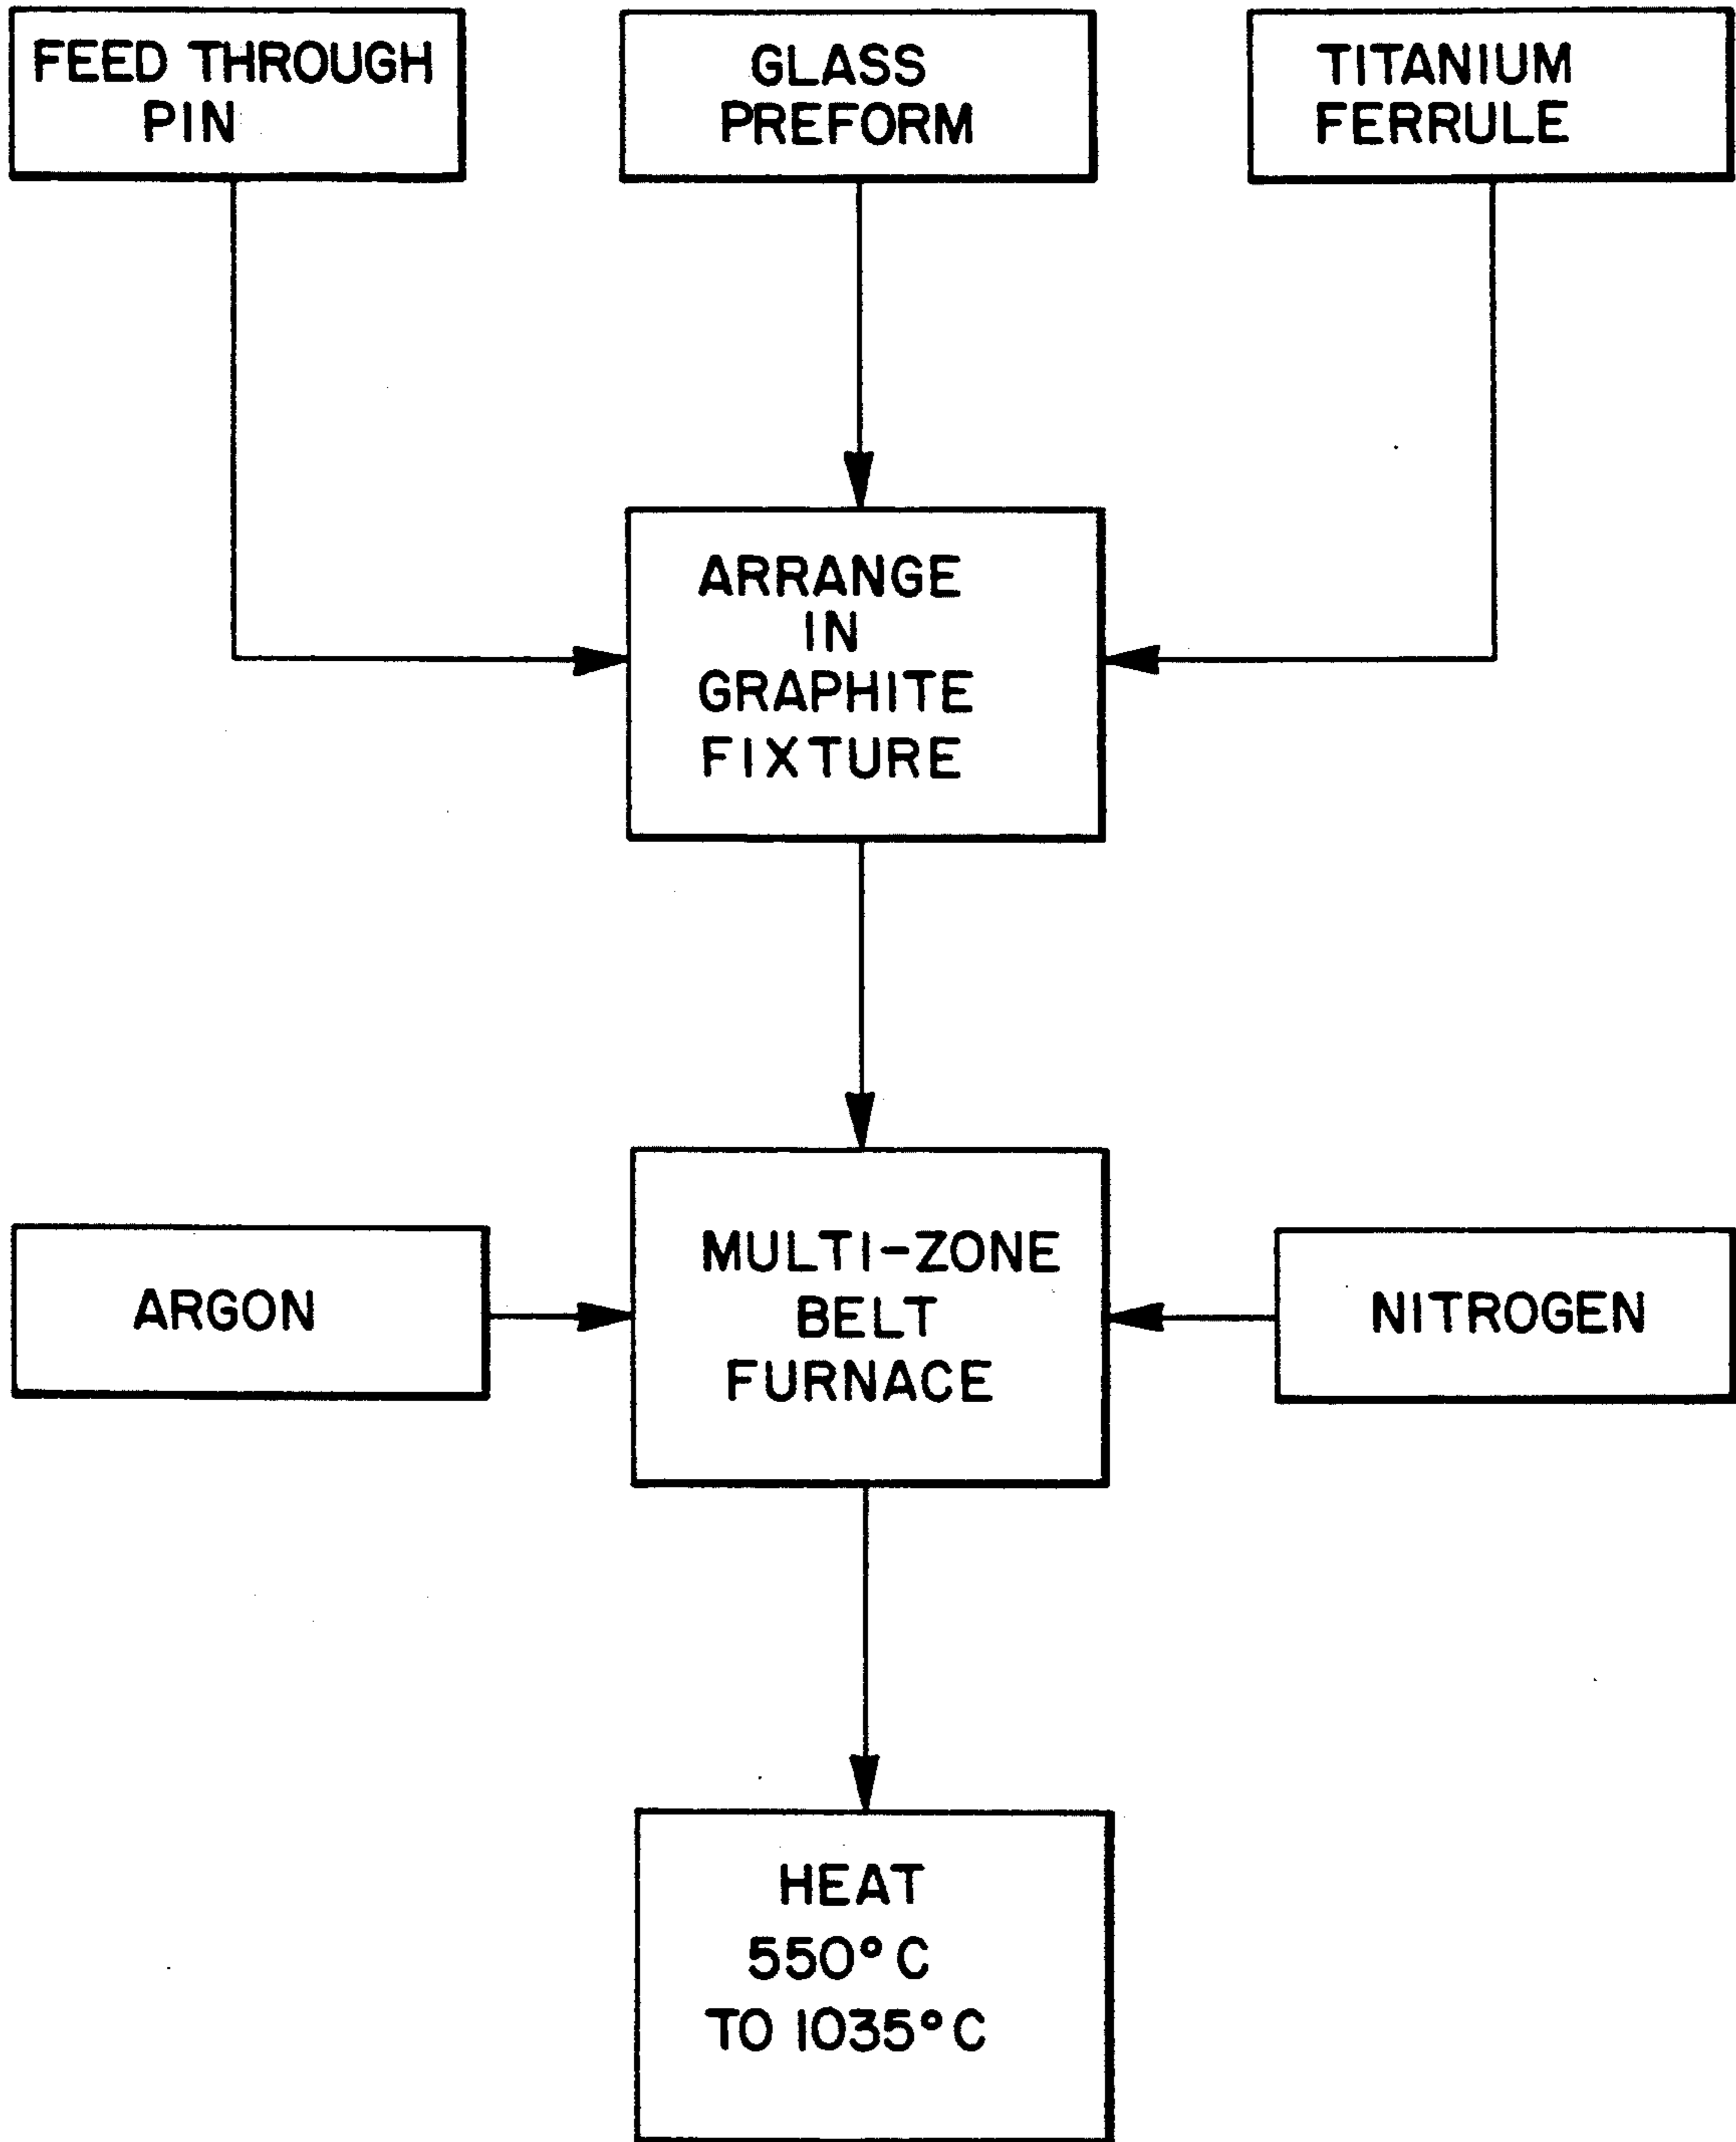 FEED THROUGH
PIN
GLASS
PREFORM
TITANIUM
FERRULE
ARRANGE
IN
GRAPHITE
FIXTURE
ARGON
MULTI-ZONE
BELT
FURNACE
NITROGEN
HEAT
550°C
TO 1035°C